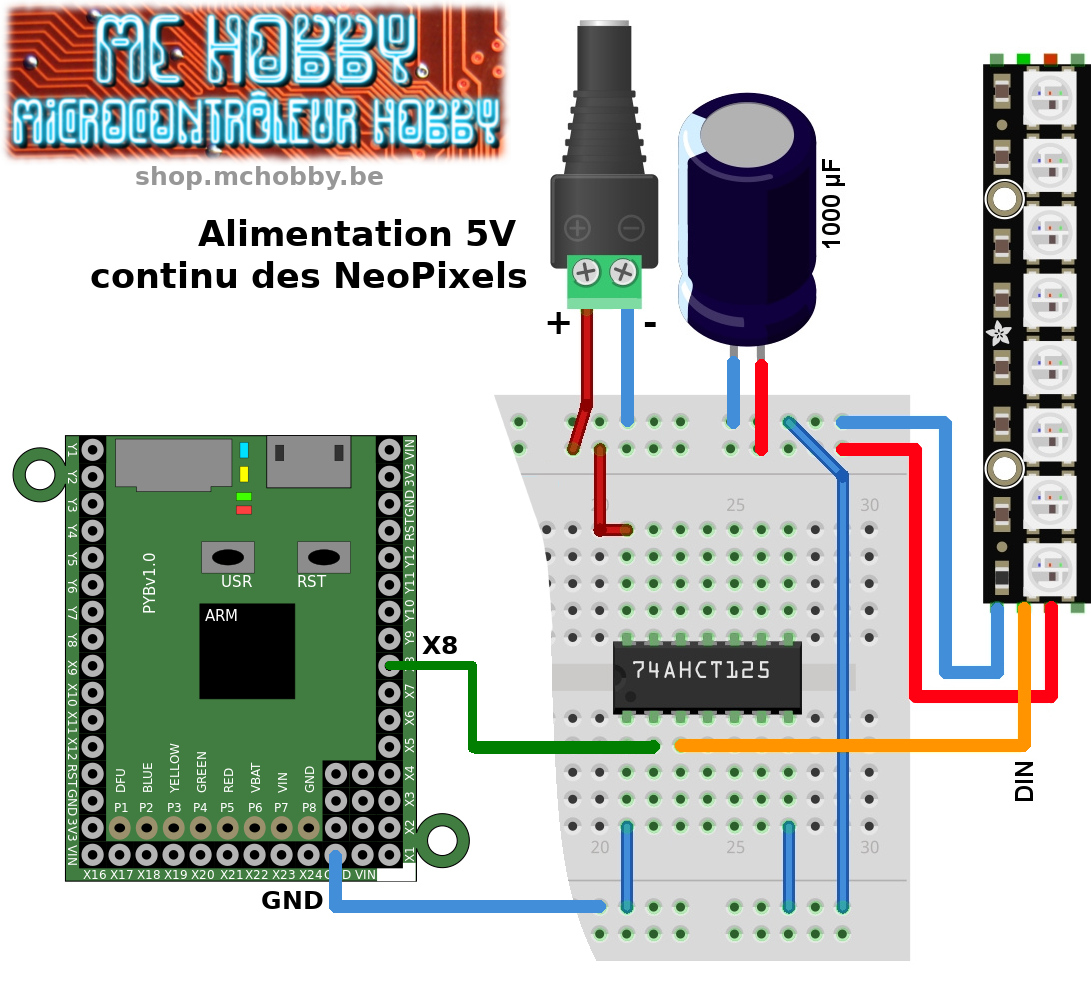 MC HOBBY
MiCROCONTRÔLEUR HOBBY
shop.mchobby.be
Alimentation 5V
continu des NeoPixels
+
-
1000 µF
20
25
30
Y1
Y2
Y3
Y4
Y5
Y6
Y7
Y8
X9
X10
X11
X12
RST
GND
3V3
VIN
VIN
3V3
GND
RST
Y12
Y11
Y10
Y9
X7
X6
X5
X4
X3
X2
X1
PYBv1.0
USR
RST
ARM
X8
74AHCT125
DFU
BLUE
YELLOW
GREEN
RED
VBAT
VIN
GND
P1 P2 P3 P4 P5 P6 P7 P8
X16 X17 X18 X19 X20 X21 X22 X23 X24 GND VIN
GND
20
25
30
DIN